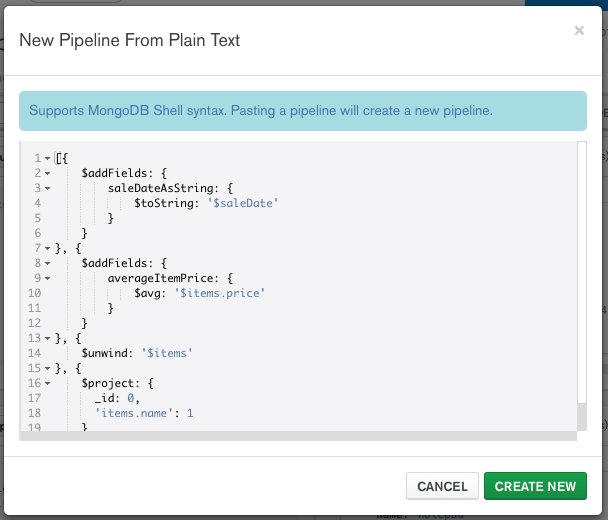 New Pipeline From Plain Text
×
Supports MongoDB Shell syntax. Pasting a pipeline will create a new pipeline.
1 [{
2 $addFields: {
3 saleDateAsString: {
4 $toString: '$saleDate'
5 }
6 }
7 }, {
8 $addFields: {
9 averageItemPrice: {
10 $avg: '$items.price'
11 }
12 }
13 }, {
14 $unwind: '$items'
15 }, {
16 $project: {
17 _id: 0,
18 'items.name': 1
19 }
CANCEL
CREATE NEW